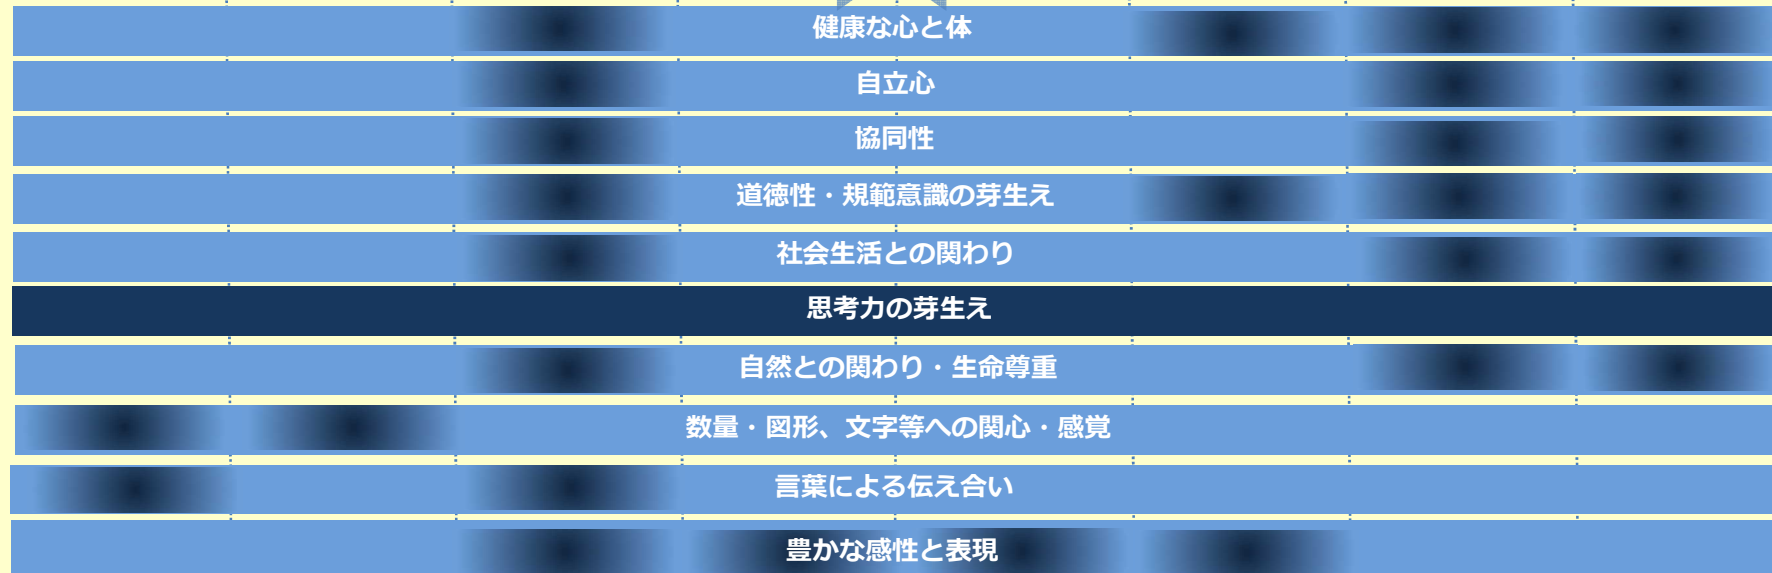 健康な心と体
自立心
協同性
道徳性・規範意識の芽生え
社会生活との関わり
思考力の芽生え
自然との関わり・生命尊重
数量・図形、文字等への関心・感覚
言葉による伝え合い
豊かな感性と表現